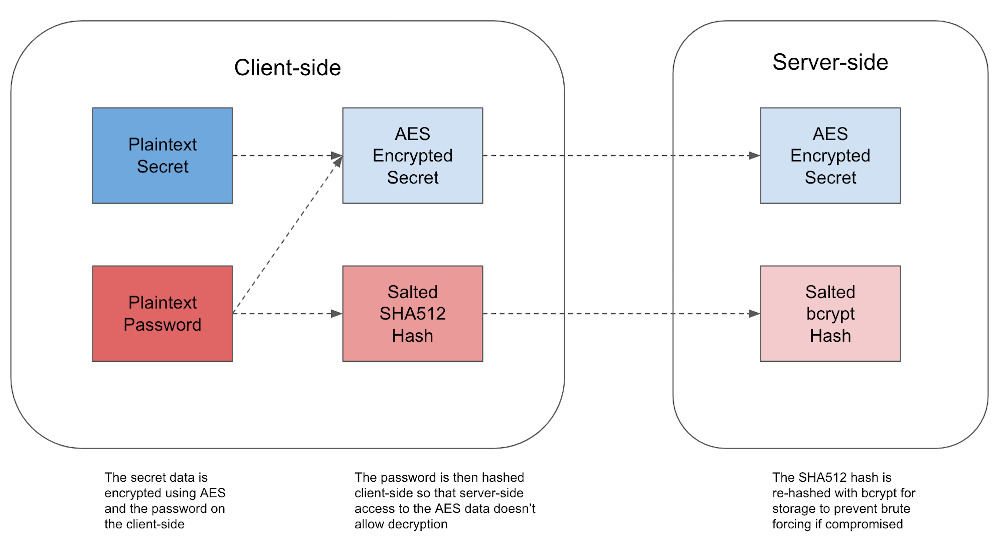 Client-side
Server-side
Plaintext
Secret
AES
Encrypted
Secret
AES
Encrypted
Secret
Plaintext
Password
Salted
SHA512
Hash
Salted
bcrypt
Hash
The secret data is
encrypted using AES
and the password on
the client-side
The password is then hashed
client-side so that server-side
access to the AES data doesn't
allow decryption
The SHA512 hash is
re-hashed with bcrypt for
storage to prevent brute
forcing if compromised